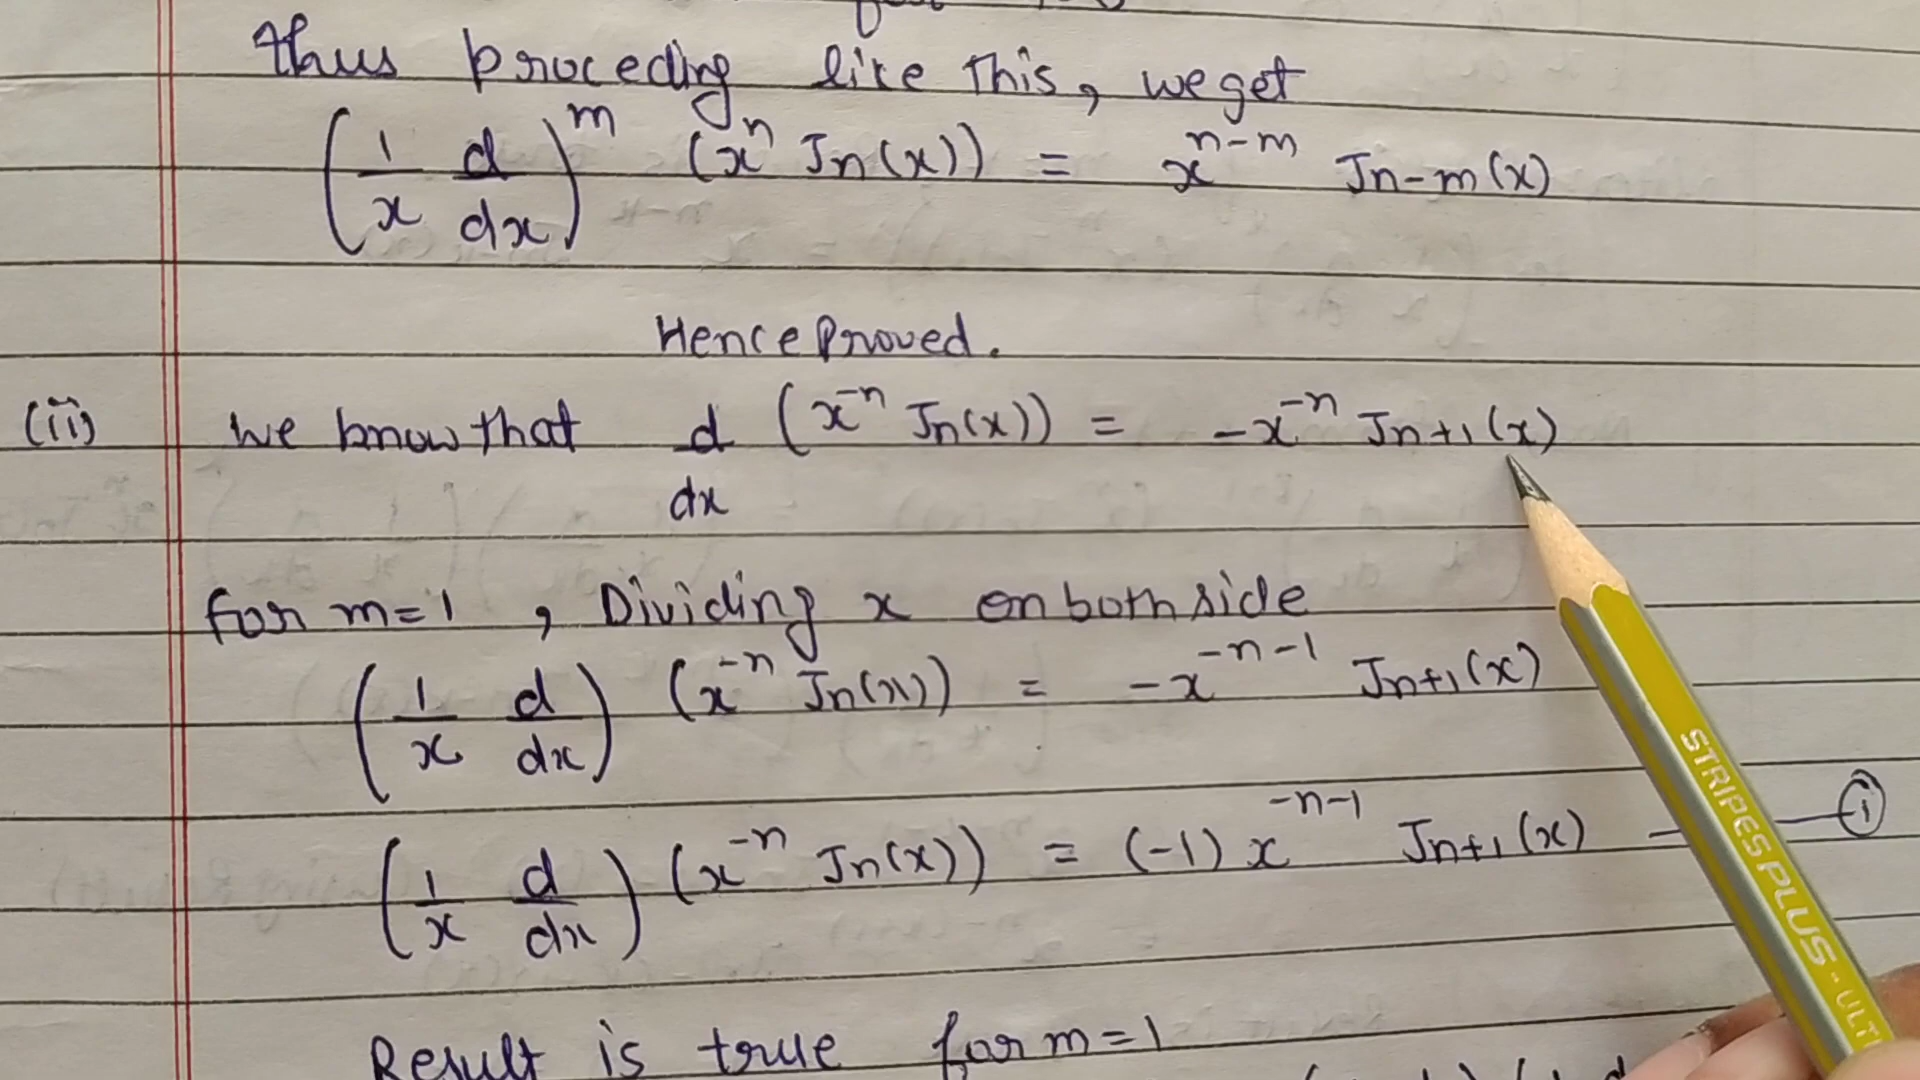 thus proceding like this, we get
(1/x d/dx)^m (x^n Jn(x)) = x^n-m Jn-m(x)
Hence Proved.
(ii) we know that d/dx (x^-n Jn(x)) = -x^-n Jn+1(x)
for m=1 , Dividing x on both side
(1/x d/dx) (x^-n Jn(x)) = -x^-n-1 Jn+1(x)
(1/x d/dx) (x^-n Jn(x)) = (-1) x^-n-1 Jn+1(x) — (i)
Result is true for m=1
STRIPES PLUS